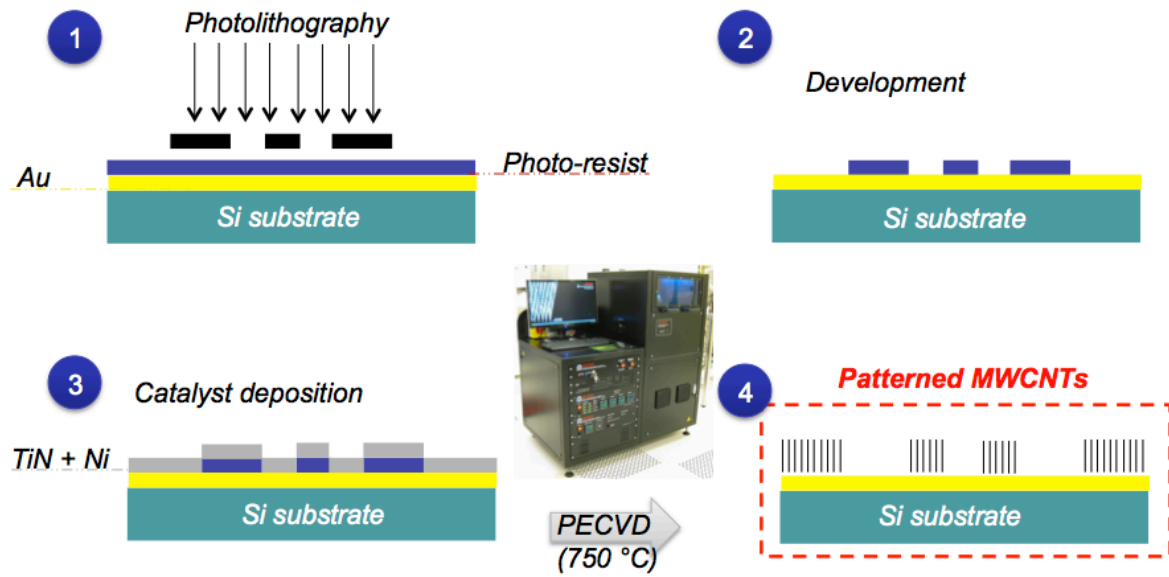 1
Photolithography
Au
Photo-resist
Si substrate
2
Development
Si substrate
3
Catalyst deposition
TiN + Ni
Si substrate
PECVD
(750 °C)
4
Patterned MWCNTs
Si substrate